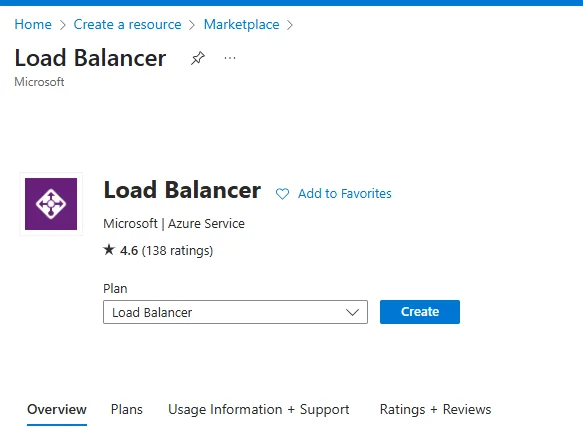 Home > Create a resource > Marketplace >
Load Balancer ...
Microsoft
Load Balancer Add to Favorites
Microsoft | Azure Service
★ 4.6 (138 ratings)
Plan
Load Balancer Create
Overview Plans Usage Information + Support Ratings + Reviews